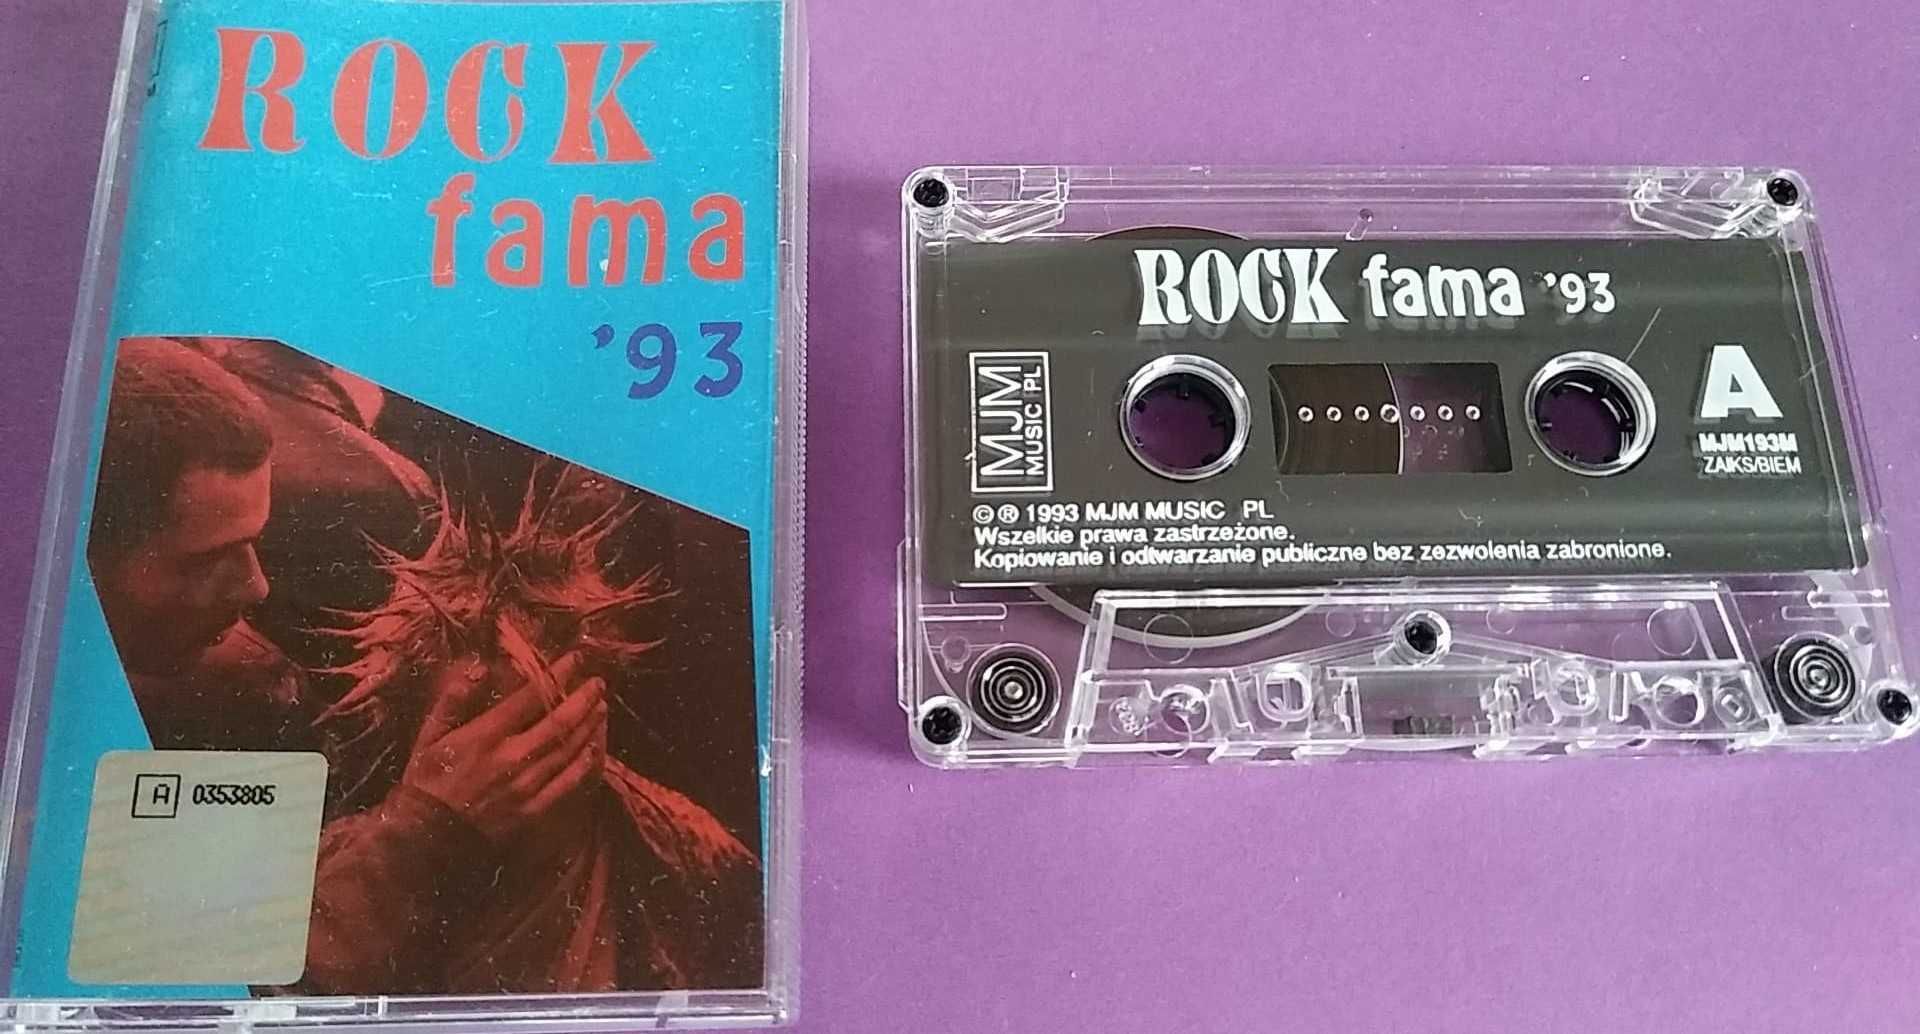 ROCK
fama
'93
A 0353805
ROCK fama '93
MJM
MUSIC PL
A
MJM193M
ZAIKS/BIEM
© ® 1993 MJM MUSIC PL
Wszelkie prawa zastrzeżone.
Kopiowanie i odtwarzanie publiczne bez zezwolenia zabronione.